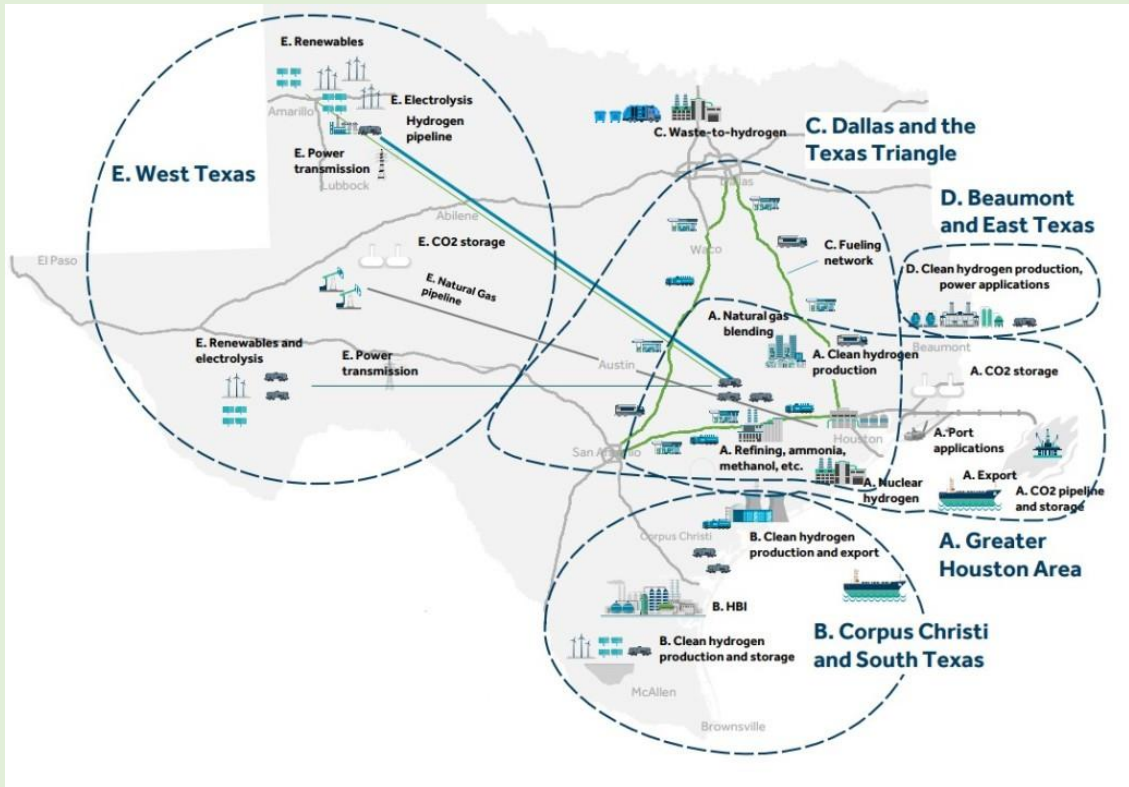 E. Renewables
Amarillo
E. Electrolysis
Hydrogen
pipeline
E. Power
transmission
Lubbock
E. West Texas
Abilene
El Paso
E. CO2 storage
E. Natural Gas
pipeline
E. Renewables and
electrolysis
E. Power
transmission
C. Waste-to-hydrogen
C. Dallas and the
Texas Triangle
Dallas
Waco
C. Fueling
network
D. Beaumont
and East Texas
D. Clean hydrogen production,
power applications
Beaumont
A. Natural gas
blending
A. Clean hydrogen
production
Austin
A. CO2 storage
A. Port
applications
Houston
San Antonio
A. Refining, ammonia,
methanol, etc.
A. Nuclear
hydrogen
A. Export
A. CO2 pipeline
and storage
A. Greater
Houston Area
Corpus Christi
B. Clean hydrogen
production and export
B. HBI
B. Clean hydrogen
production and storage
B. Corpus Christi
and South Texas
McAllen
Brownsville